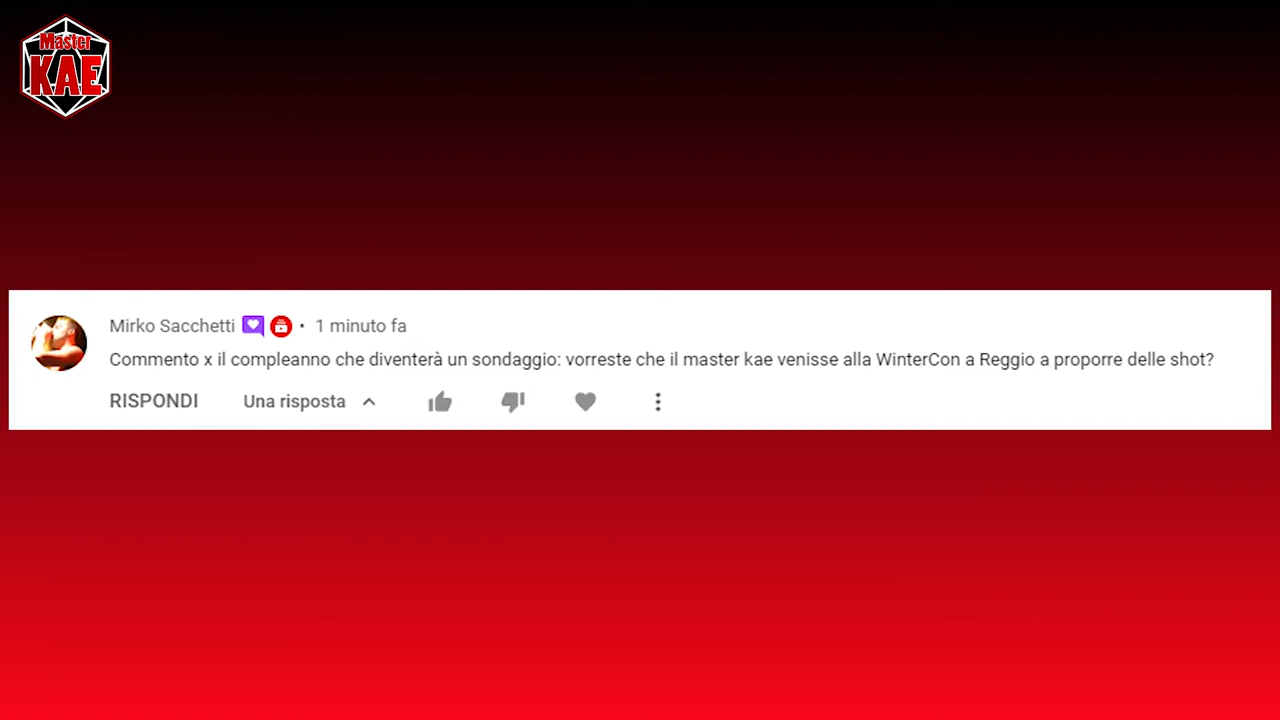 Master
KAE
Mirko Sacchetti • 1 minuto fa
Commento x il compleanno che diventerà un sondaggio: vorreste che il master kae venisse alla WinterCon a Reggio a proporre delle shot?
RISPONDI Una risposta